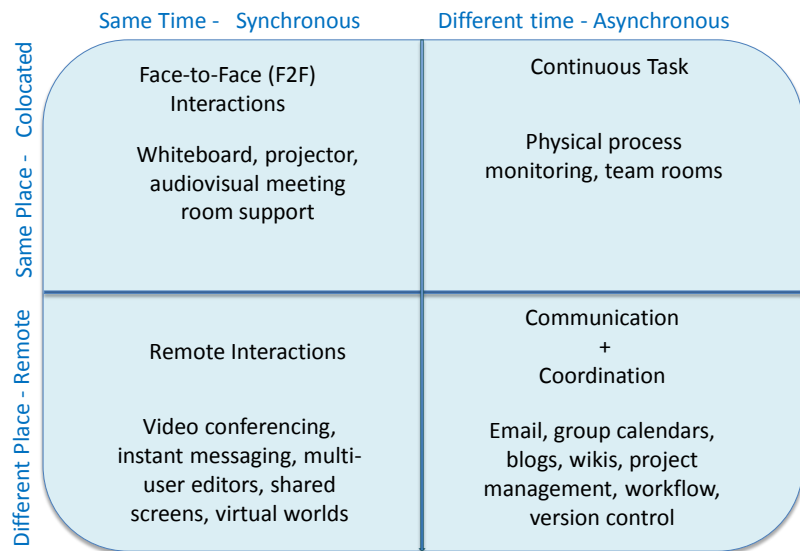 Same Time - Synchronous
Different time - Asynchronous
Same Place - Colocated
Face-to-Face (F2F)
Interactions
Whiteboard, projector,
audiovisual meeting
room support
Continuous Task
Physical process
monitoring, team rooms
Different Place - Remote
Remote Interactions
Video conferencing,
instant messaging, multi-
user editors, shared
screens, virtual worlds
Communication
+
Coordination
Email, group calendars,
blogs, wikis, project
management, workflow,
version control